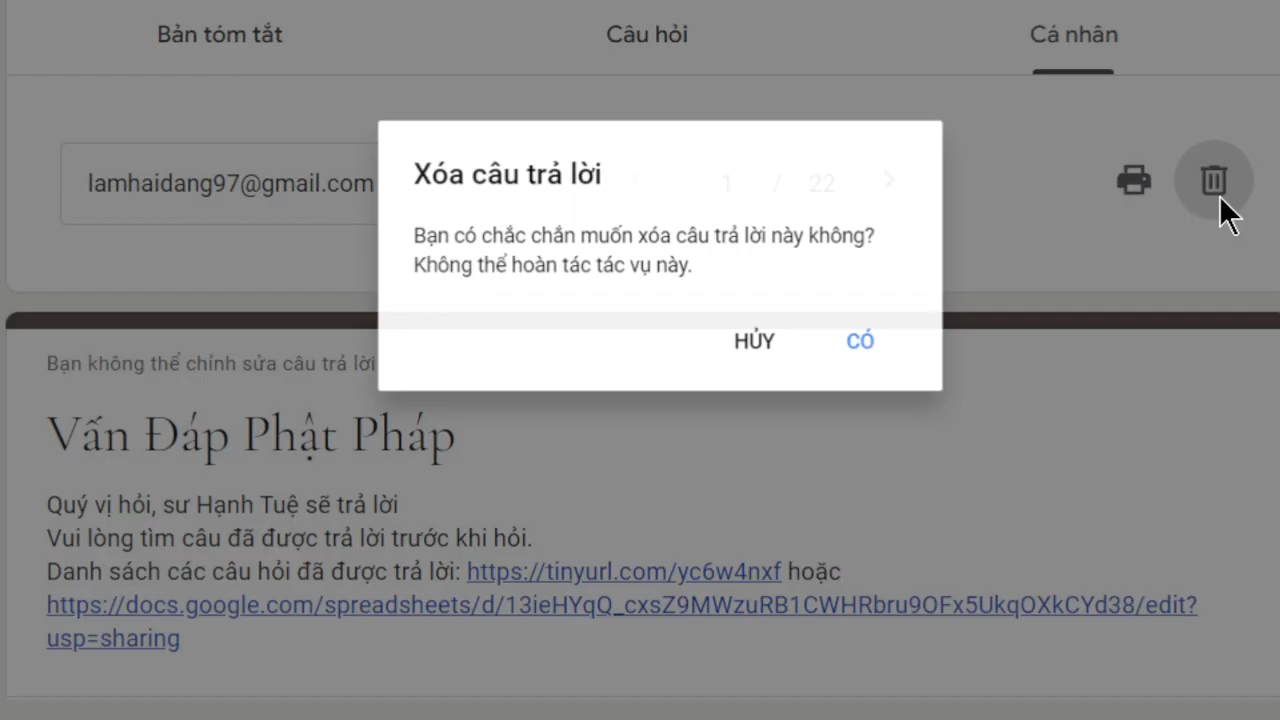 Bản tóm tắt
Câu hỏi
Cá nhân
lamhaidang97@gmail.com
1 / 22
Xóa câu trả lời
Bạn có chắc chắn muốn xóa câu trả lời này không?
Không thể hoàn tác tác vụ này.
HỦY
CÓ
Bạn không thể chỉnh sửa câu trả lời
Vấn Đáp Phật Pháp
Quý vị hỏi, sư Hạnh Tuệ sẽ trả lời
Vui lòng tìm câu đã được trả lời trước khi hỏi.
Danh sách các câu hỏi đã được trả lời: https://tinyurl.com/yc6w4nxf hoặc
https://docs.google.com/spreadsheets/d/13ieHYqQ_cxsZ9MWzuRB1CWHRbru9OFx5UkqOXkCYd38/edit?
usp=sharing